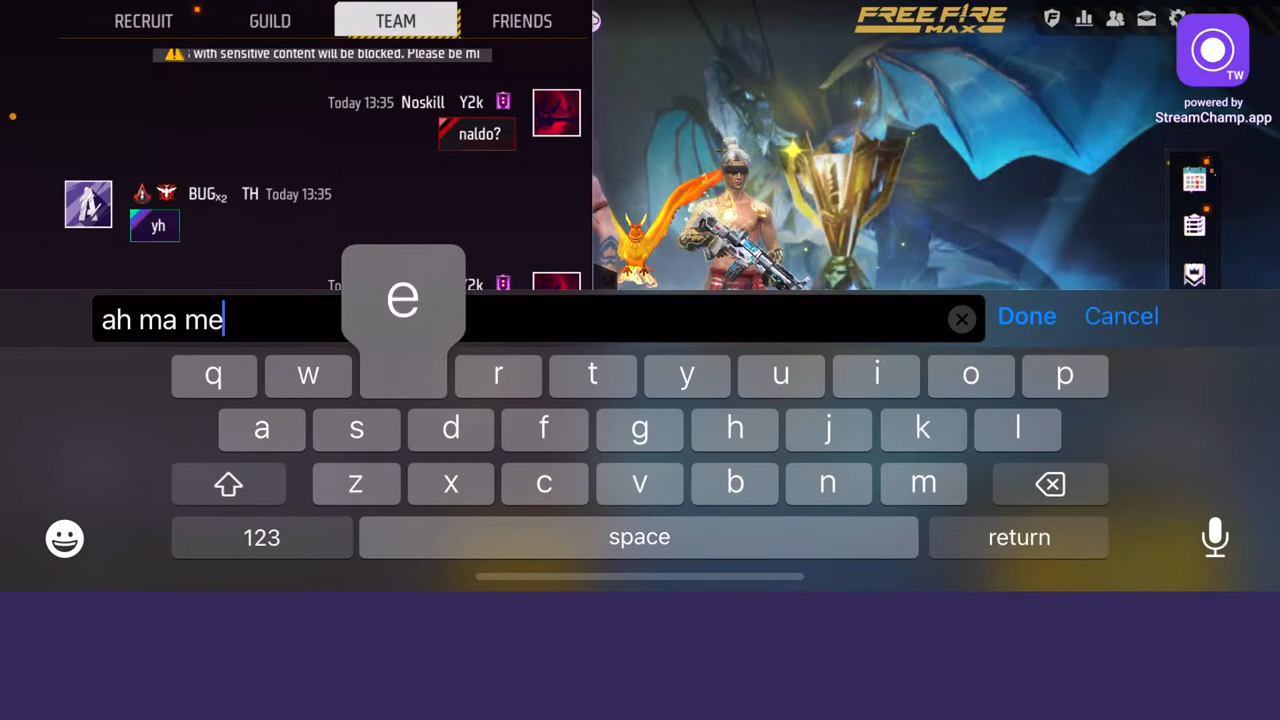 RECRUIT
GUILD
TEAM
FRIENDS
with sensitive content will be blocked. Please be mi
Today 13:35 Noskill Y2k
naldo?
BUGx2 TH Today 13:35
yh
Y2k
FREE FIRE
MAX
TW
powered by
StreamChamp.app
ah ma me
Done
Cancel
e
q w r t y u i o p
a s d f g h j k l
z x c v b n m
123
space
return